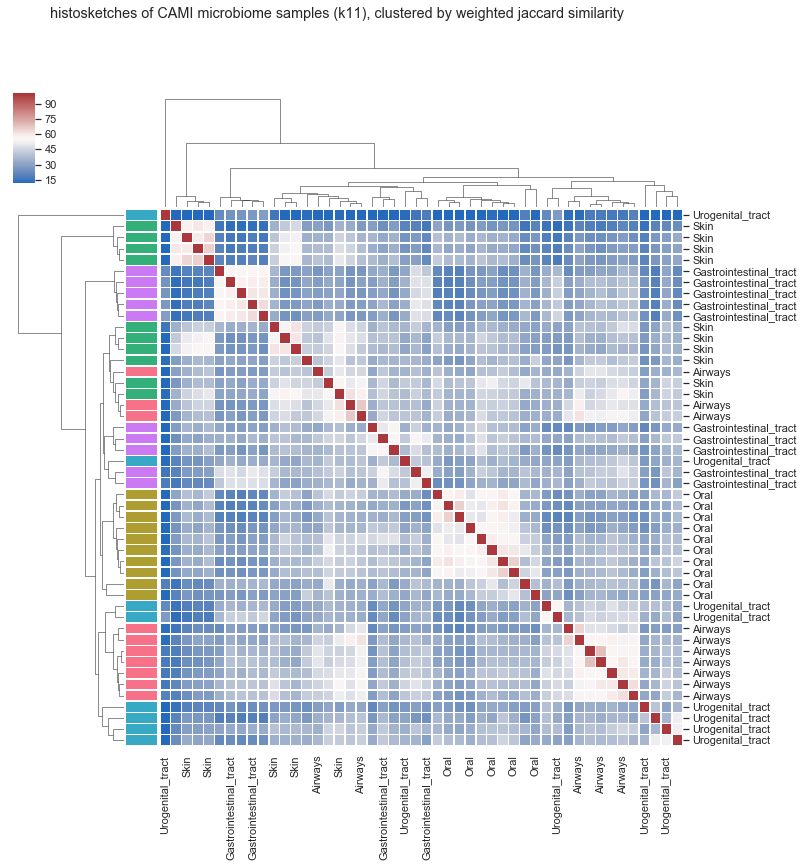 histosketches of CAMI microbiome samples (k11), clustered by weighted jaccard similarity
90
75
60
45
30
15
Urogenital_tract
Skin
Skin
Skin
Skin
Gastrointestinal_tract
Gastrointestinal_tract
Gastrointestinal_tract
Gastrointestinal_tract
Gastrointestinal_tract
Skin
Skin
Skin
Skin
Airways
Skin
Skin
Airways
Airways
Gastrointestinal_tract
Gastrointestinal_tract
Gastrointestinal_tract
Urogenital_tract
Gastrointestinal_tract
Gastrointestinal_tract
Oral
Oral
Oral
Oral
Oral
Oral
Oral
Oral
Oral
Oral
Urogenital_tract
Urogenital_tract
Airways
Airways
Airways
Airways
Airways
Airways
Airways
Urogenital_tract
Urogenital_tract
Urogenital_tract
Urogenital_tract
Urogenital_tract
Skin
Skin
Gastrointestinal_tract
Gastrointestinal_tract
Skin
Skin
Airways
Skin
Airways
Gastrointestinal_tract
Urogenital_tract
Gastrointestinal_tract
Oral
Oral
Oral
Oral
Oral
Urogenital_tract
Airways
Airways
Airways
Urogenital_tract
Urogenital_tract